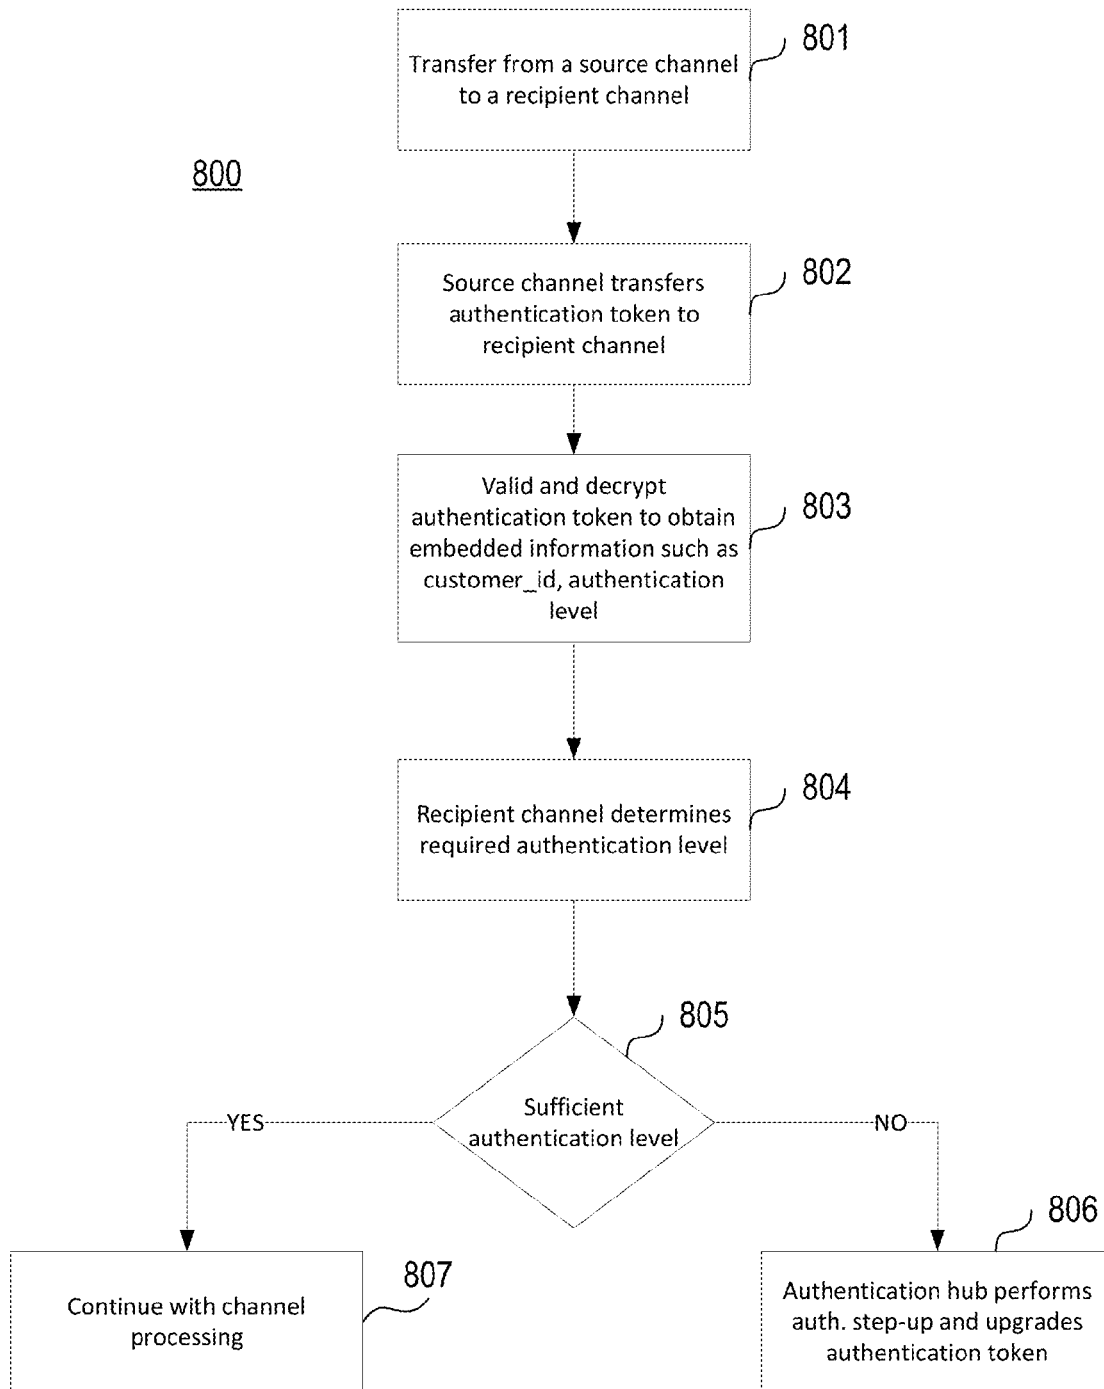 801
Transfer from a source channel
to a recipient channel
800
802
Source channel transfers
authentication token to
recipient channel
803
Valid and decrypt
authentication token to obtain
embedded information such as
customer_id, authentication
level
804
Recipient channel determines
required authentication level
805
Sufficient
authentication level
YES
NO
806
807
Continue with channel
processing
Authentication hub performs
auth. step-up and upgrades
authentication token